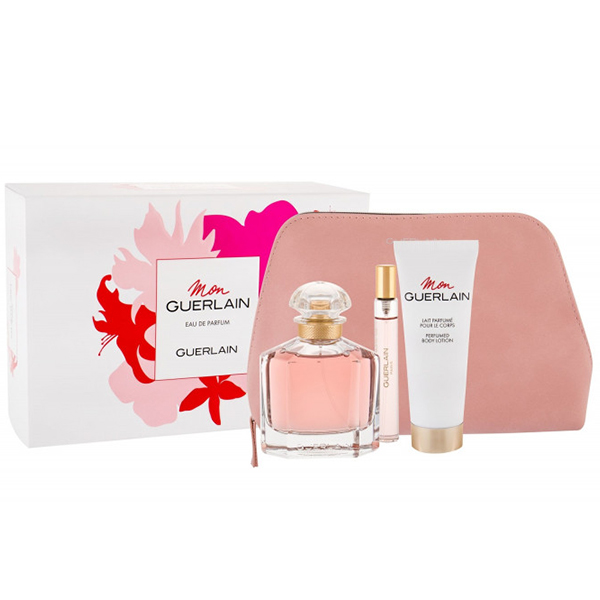 Mon
GUERLAIN
EAU DE PARFUM
GUERLAIN
GUERLAIN
Mon
GUERLAIN
LAIT PARFUMÉ
POUR LE CORPS
PERFUMED
BODY LOTION